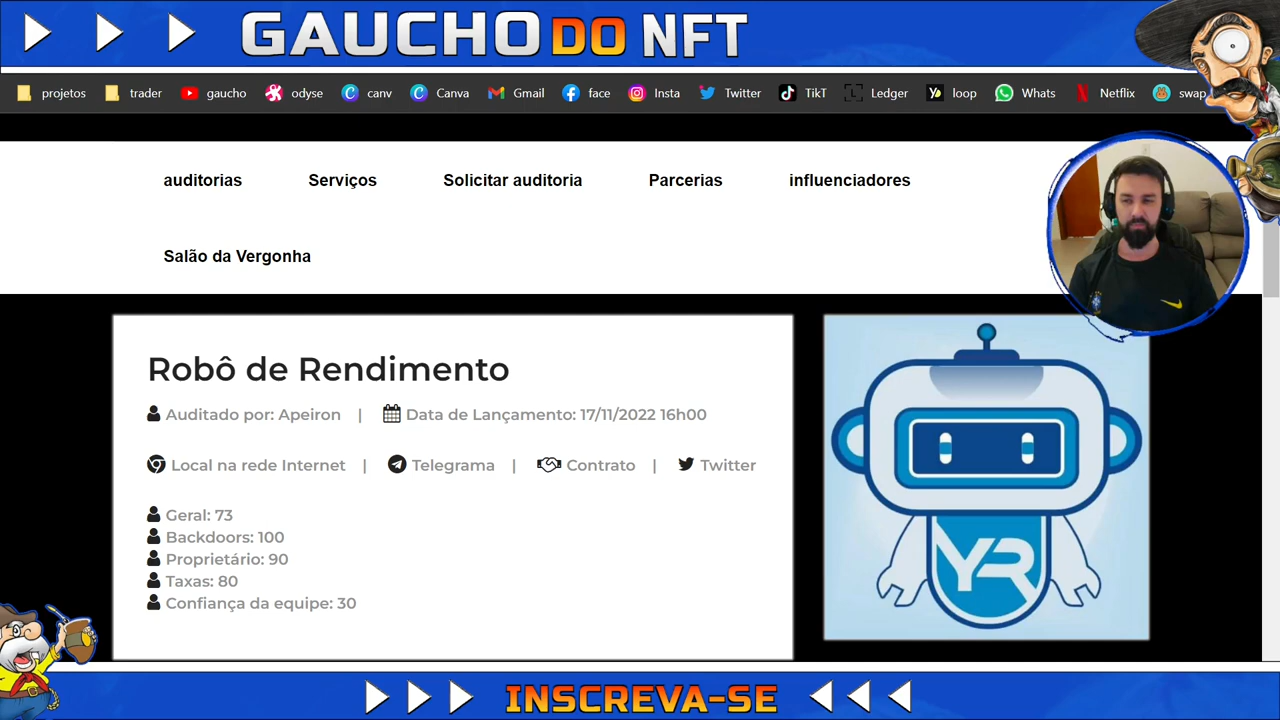 GAUCHO DO NFT
projetos trader gaucho odyse canv Canva Gmail face Insta Twitter TikT Ledger loop Whats Netflix swap
auditorias Serviços Solicitar auditoria Parcerias influenciadores
Salão da Vergonha
Robô de Rendimento
Auditado por: Apeiron | Data de Lançamento: 17/11/2022 16h00
Local na rede Internet | Telegrama | Contrato | Twitter
Geral: 73
Backdoors: 100
Proprietário: 90
Taxas: 80
Confiança da equipe: 30
YR
INSCREVA-SE